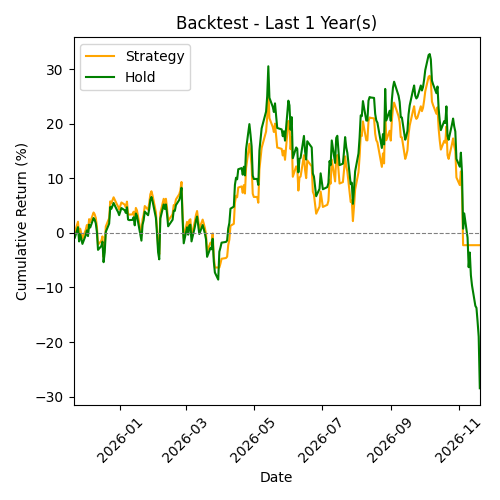 Backtest - Last 1 Year(s)
Strategy
Hold
Cumulative Return (%)
30
20
10
0
−10
−20
−30
2026-01
2026-03
2026-05
2026-07
2026-09
2026-11
Date